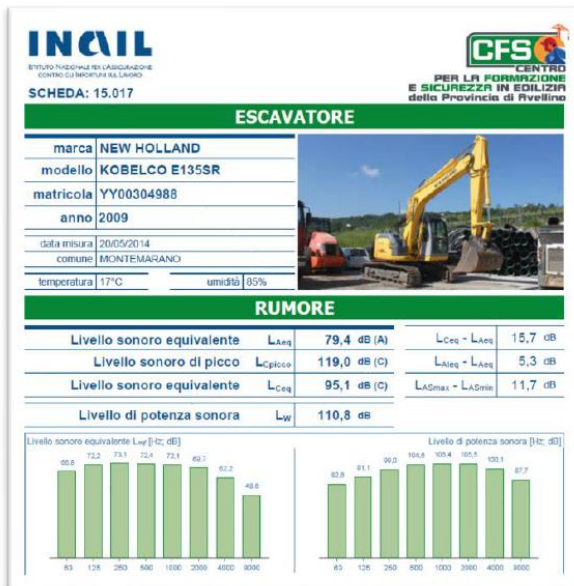 INAIL
ISTITUTO NAZIONALE PER L'ASSICURAZIONE
CONTRO GLI INFORTUNI SUL LAVORO
SCHEDA: 15.017
CFS
CENTRO
PER LA FORMAZIONE
E SICUREZZA IN EDILIZIA
della Provincia di Avellino
ESCAVATORE
marca NEW HOLLAND
modello KOBELCO E135SR
matricola YY00304988
anno 2009
data misura 20/05/2014
comune MONTEMARANO
temperatura 17°C umidità 85%
RUMORE
Livello sonoro equivalente LAeq 79,4 dB (A)
LCeq - LAeq 15,7 dB
Livello sonoro di picco LCpicco 119,0 dB (C)
LAIeq - LAeq 5,3 dB
Livello sonoro equivalente LCeq 95,1 dB (C)
LASmax - LASmin 11,7 dB
Livello di potenza sonora LW 110,8 dB
Livello sonoro equivalente [Hz; dB]
72,2 73,1 72,4 72,1 69,7 62,2 48,6
63 125 250 500 1000 2000 4000 8000
Livello di potenza sonora [Hz; dB]
91,1 105,4 105,5 100,1 87,7
63 125 250 500 1000 2000 4000 8000